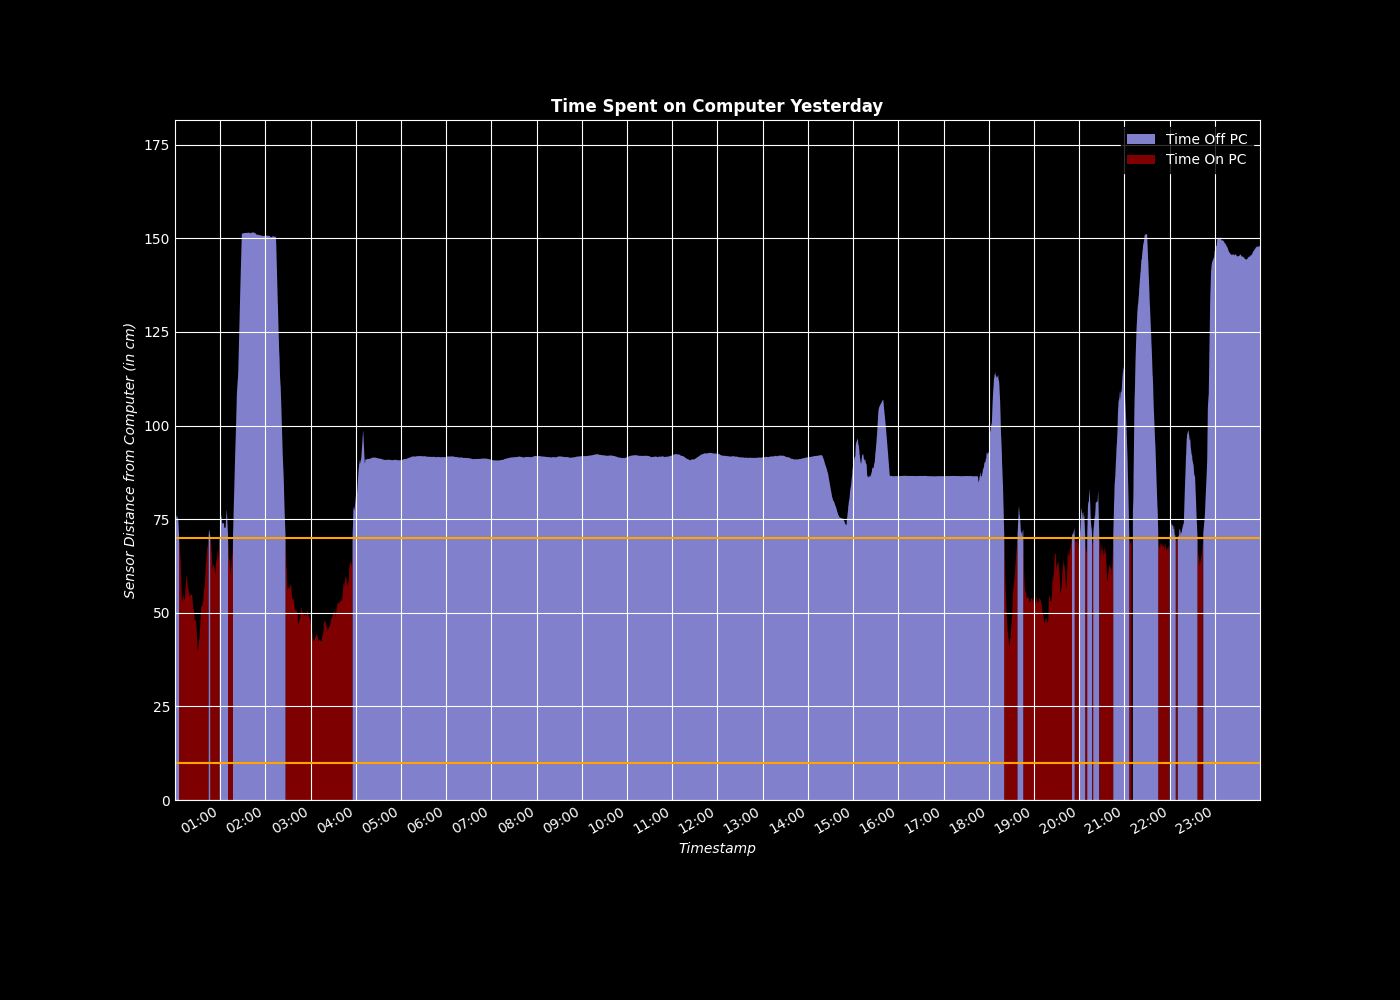 Time Spent on Computer Yesterday
Time Off PC
Time On PC
175
150
125
100
75
50
25
0
Sensor Distance from Computer (in cm)
01:00 02:00 03:00 04:00 05:00 06:00 07:00 08:00 09:00 10:00 11:00 12:00 13:00 14:00 15:00 16:00 17:00 18:00 19:00 20:00 21:00 22:00 23:00
Timestamp